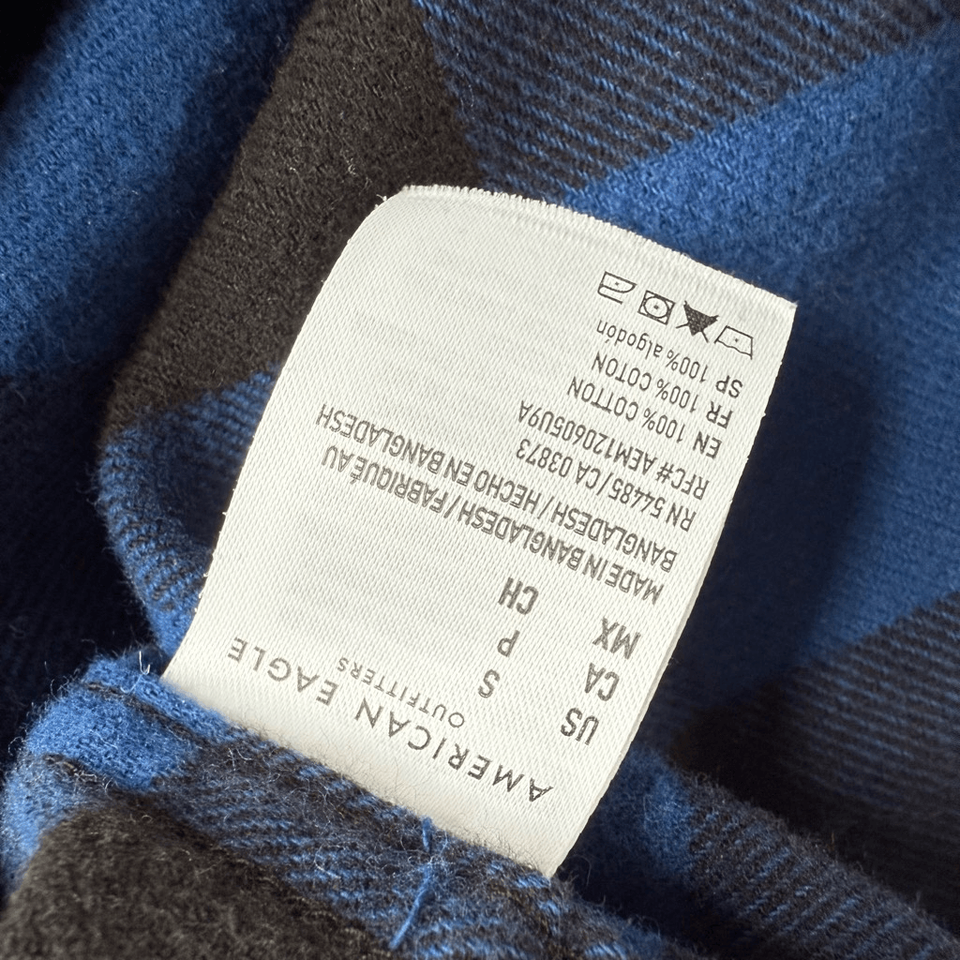 AMERICAN EAGLE
OUTFITTERS
US S
CA P
MX CH
MADE IN BANGLADESH / FABRIQUÉ AU
BANGLADESH / HECHO EN BANGLADESH
RN 54485 / CA 03873
RFC# AEM120605U9A
EN 100% COTTON
FR 100% COTON
SP 100% algodón